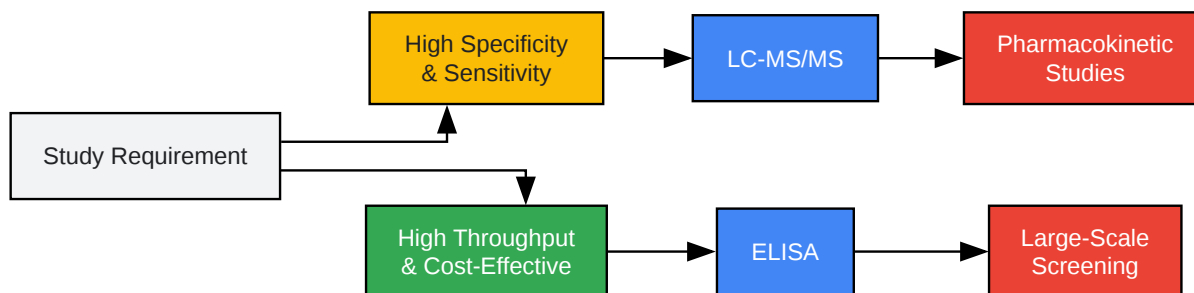 High Specificity
& Sensitivity
LC-MS/MS
Pharmacokinetic
Studies
Study Requirement
High Throughput
& Cost-Effective
ELISA
Large-Scale
Screening